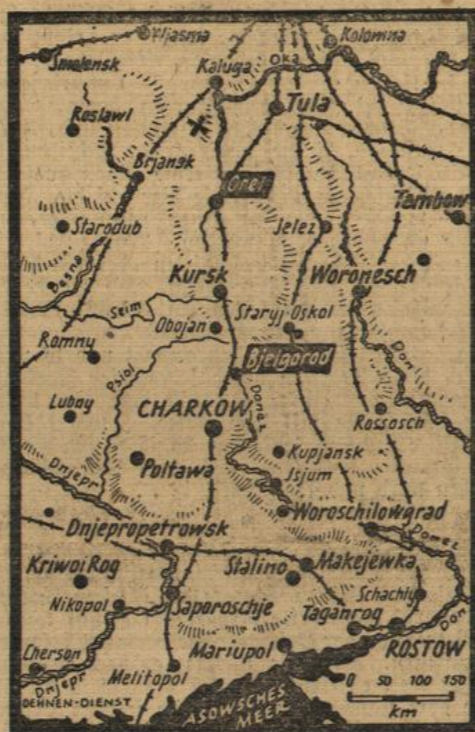 Wjasma
Kolomna
Smolensk
Kaluga
Oka
Tula
Roslawl
Brjansk
Orel
Tambow
Starodub
Jelez
Desna
Kursk
Woronesch
Seim
Staryj Oskol
Obojan
Romny
Bjelgorod
Don
Psiol
Donez
Lubny
CHARKOW
Rossosch
Kupjansk
Dnjepr
Poltawa
Isjum
Woroschilowgrad
Dnjepropetrowsk
Donez
Kriwoi Rog
Stalino
Makejewka
Schachty
Nikopol
Saporoschje
Taganrog
Don
Cherson
Mariupol
ROSTOW
Dnjepr
Melitopol
0 50 100 150
km
DEHNEN-DIENST
ASOWSCHES
MEER